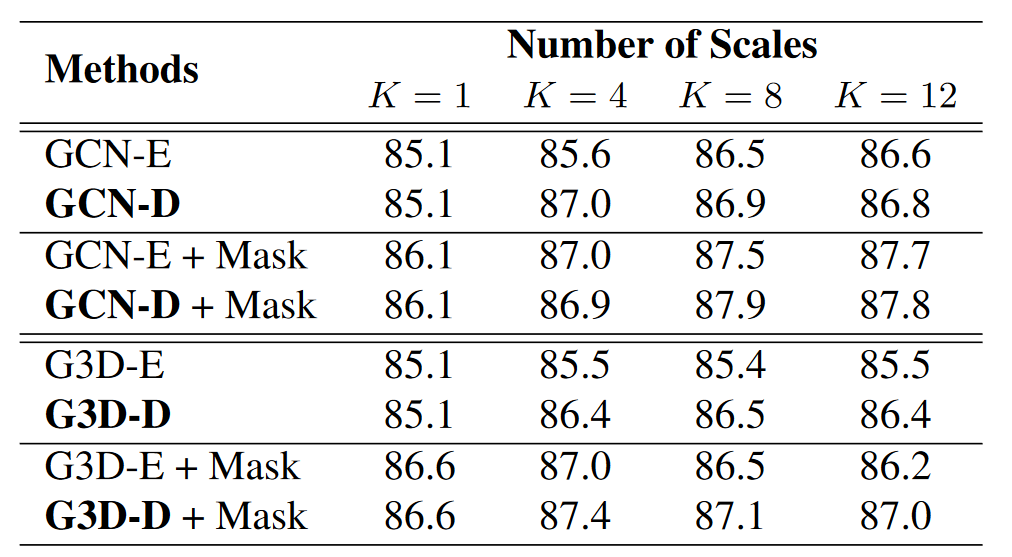 Methods Number of Scales
K = 1 K = 4 K = 8 K = 12
GCN-E 85.1 85.6 86.5 86.6
GCN-D 85.1 87.0 86.9 86.8
GCN-E + Mask 86.1 87.0 87.5 87.7
GCN-D + Mask 86.1 86.9 87.9 87.8
G3D-E 85.1 85.5 85.4 85.5
G3D-D 85.1 86.4 86.5 86.4
G3D-E + Mask 86.6 87.0 86.5 86.2
G3D-D + Mask 86.6 87.4 87.1 87.0